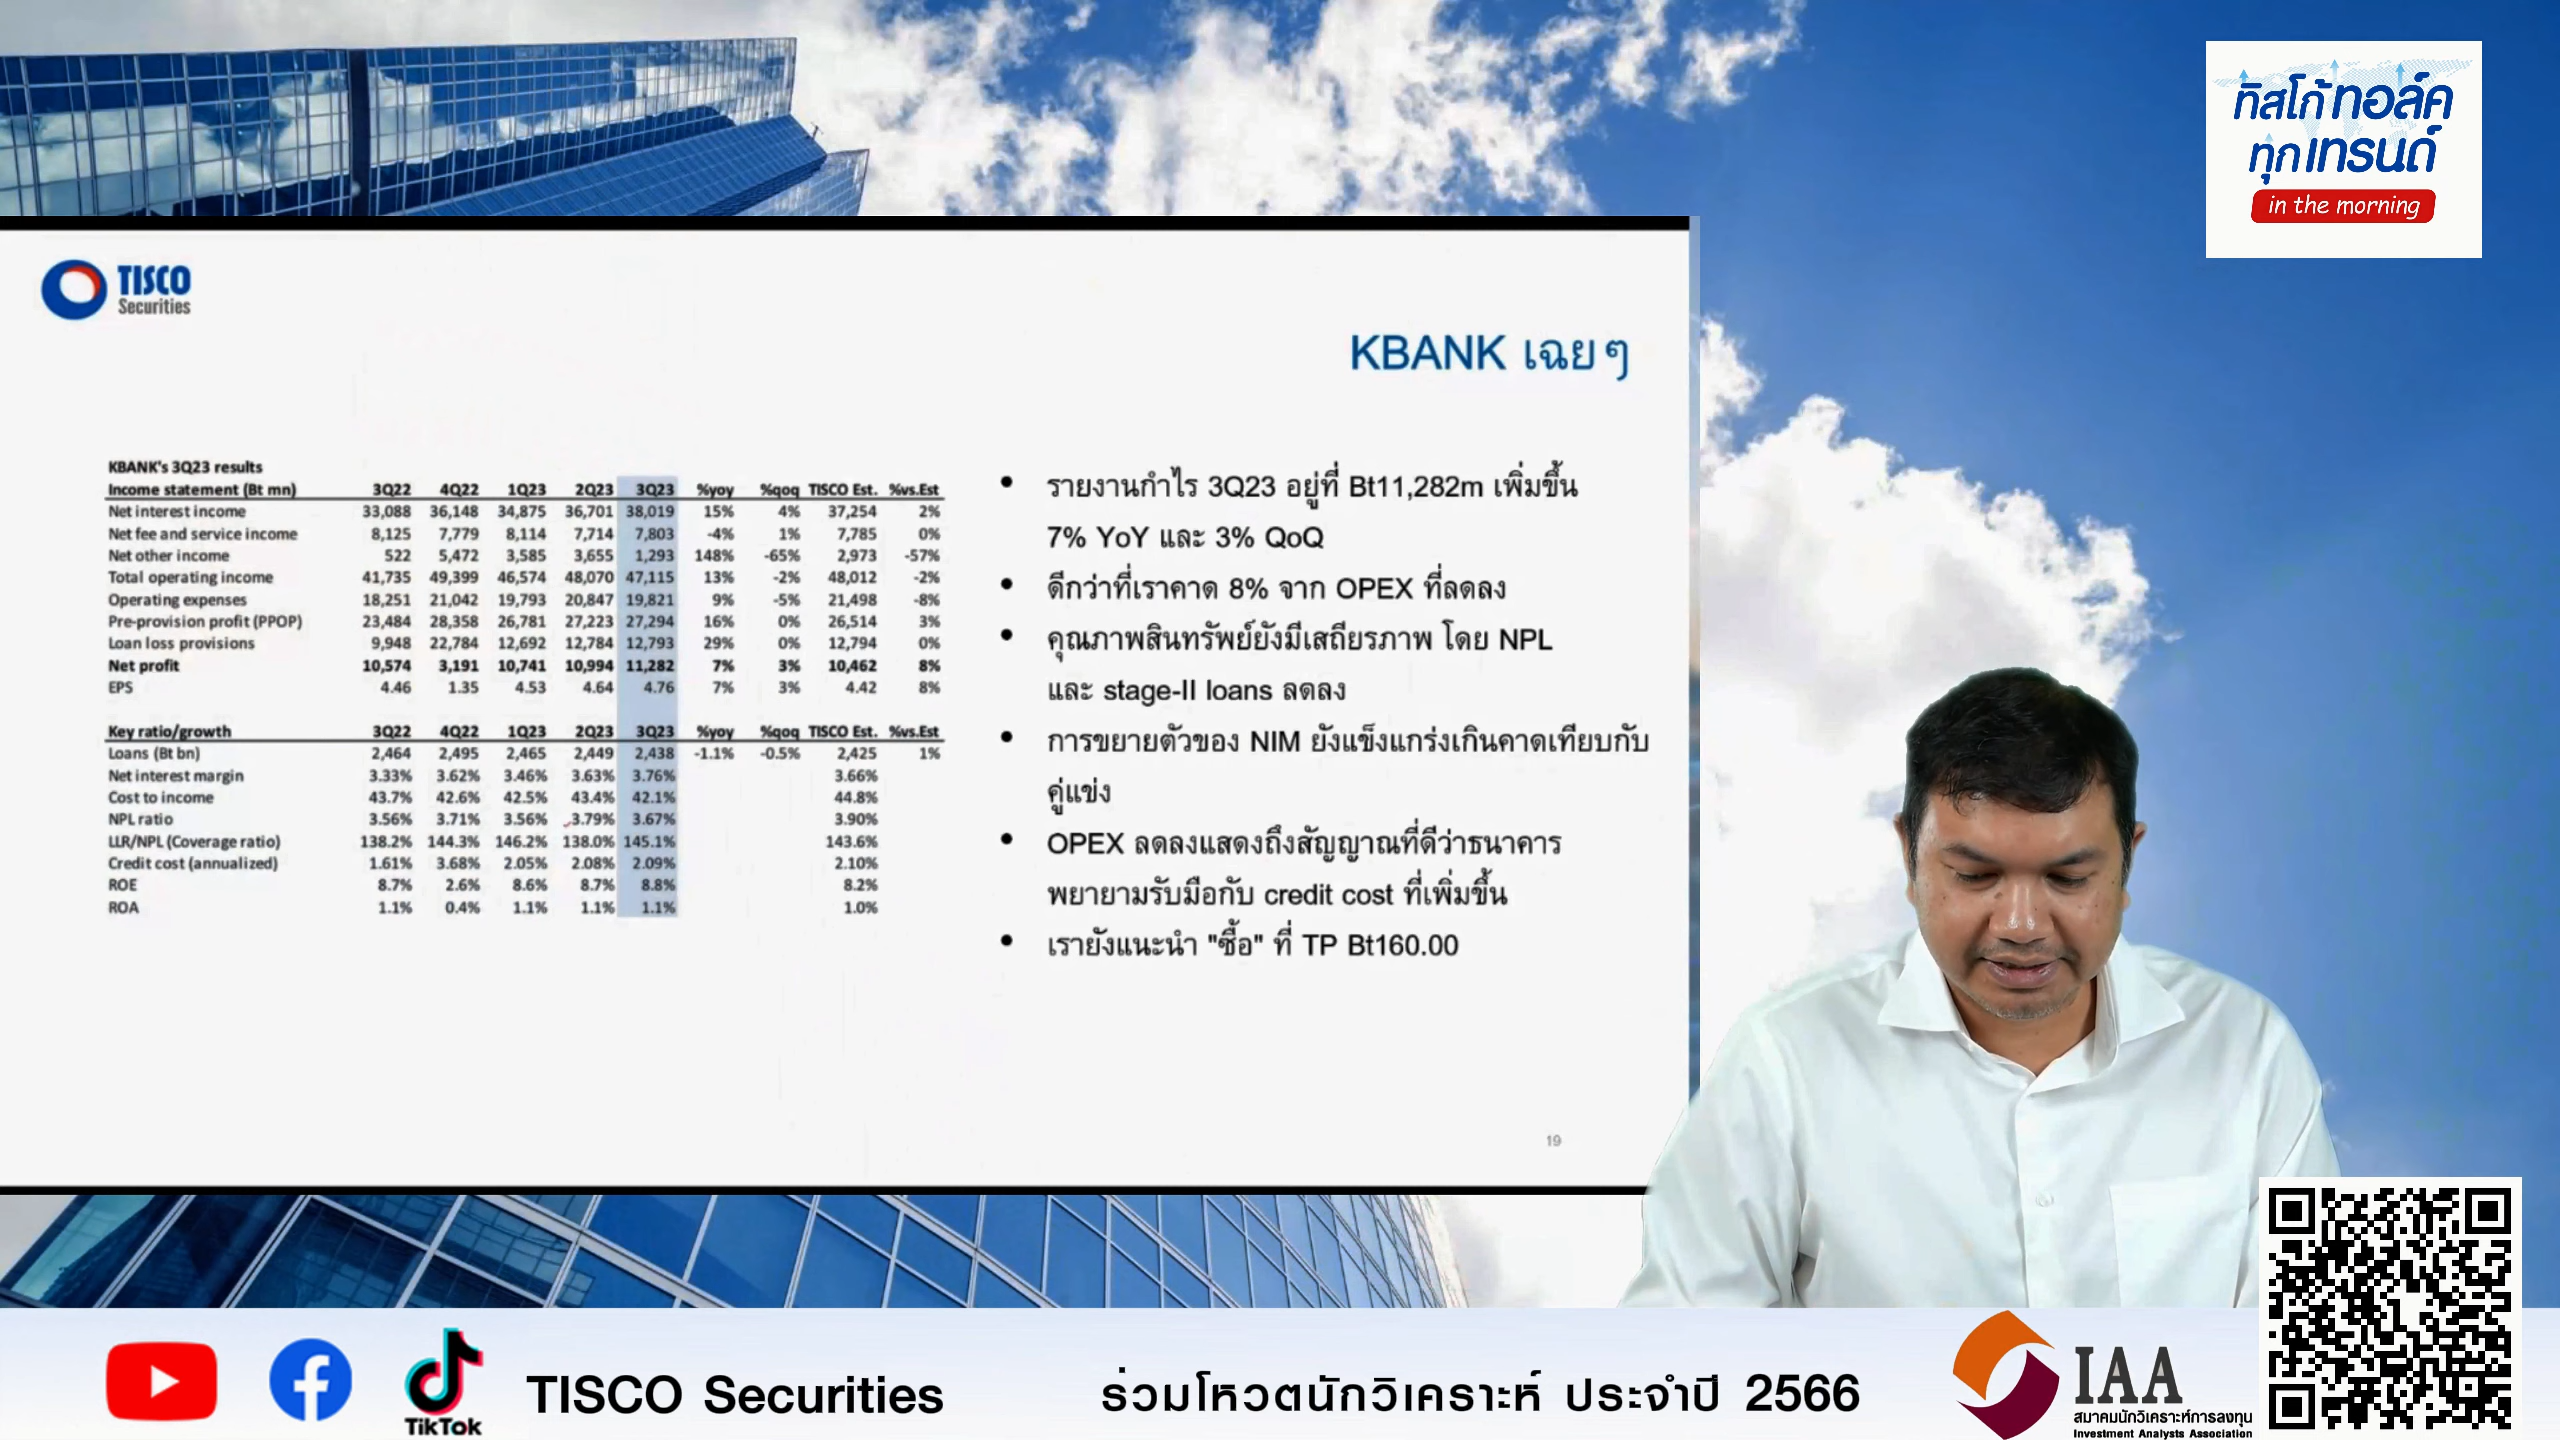 ทิสโก้ทอล์ค
ทุกเทรนด์
in the morning
TISCO
Securities
KBANK เฉยๆ
KBANK's 3Q23 results
Income statement (Bt mn) 3Q22 4Q22 1Q23 2Q23 3Q23 %yoy %qoq TISCO Est. %vs.Est
Net interest income 33,088 36,148 34,875 36,701 38,019 15% 4% 37,254 2%
Net fee and service income 8,125 7,779 8,114 7,714 7,803 -4% 1% 7,785 0%
Net other income 522 5,472 3,585 3,655 1,293 148% -65% 2,973 -57%
Total operating income 41,735 49,399 46,574 48,070 47,115 13% -2% 48,012 -2%
Operating expenses 18,251 21,042 19,793 20,847 19,821 9% -5% 21,498 -8%
Pre-provision profit (PPOP) 23,484 28,358 26,781 27,223 27,294 16% 0% 26,514 3%
Loan loss provisions 9,948 22,784 12,692 12,784 12,793 29% 0% 12,794 0%
Net profit 10,574 3,191 10,741 10,994 11,282 7% 3% 10,462 8%
EPS 4.46 1.35 4.53 4.64 4.76 7% 3% 4.42 8%
Key ratio/growth 3Q22 4Q22 1Q23 2Q23 3Q23 %yoy %qoq TISCO Est. %vs.Est
Loans (Bt bn) 2,464 2,495 2,465 2,449 2,438 -1.1% -0.5% 2,425 1%
Net interest margin 3.33% 3.62% 3.46% 3.63% 3.76% 3.66%
Cost to income 43.7% 42.6% 42.5% 43.4% 42.1% 44.8%
NPL ratio 3.56% 3.71% 3.56% 3.79% 3.67% 3.90%
LLR/NPL (Coverage ratio) 138.2% 144.3% 146.2% 138.0% 145.1% 143.6%
Credit cost (annualized) 1.61% 3.68% 2.05% 2.08% 2.09% 2.10%
ROE 8.7% 2.6% 8.6% 8.7% 8.8% 8.2%
ROA 1.1% 0.4% 1.1% 1.1% 1.1% 1.0%
• รายงานกำไร 3Q23 อยู่ที่ Bt11,282m เพิ่มขึ้น
7% YoY และ 3% QoQ
• ดีกว่าที่เราคาด 8% จาก OPEX ที่ลดลง
• คุณภาพสินทรัพย์ยังมีเสถียรภาพ โดย NPL
และ stage-II loans ลดลง
• การขยายตัวของ NIM ยังแข็งแกร่งเกินคาดเทียบกับ
คู่แข่ง
• OPEX ลดลงแสดงถึงสัญญาณที่ดีว่าธนาคาร
พยายามรับมือกับ credit cost ที่เพิ่มขึ้น
• เรายังแนะนำ "ซื้อ" ที่ TP Bt160.00
19
TikTok
TISCO Securities
ร่วมโหวตนักวิเคราะห์ ประจำปี 2566
IAA
สมาคมนักวิเคราะห์การลงทุน
Investment Analysts Association